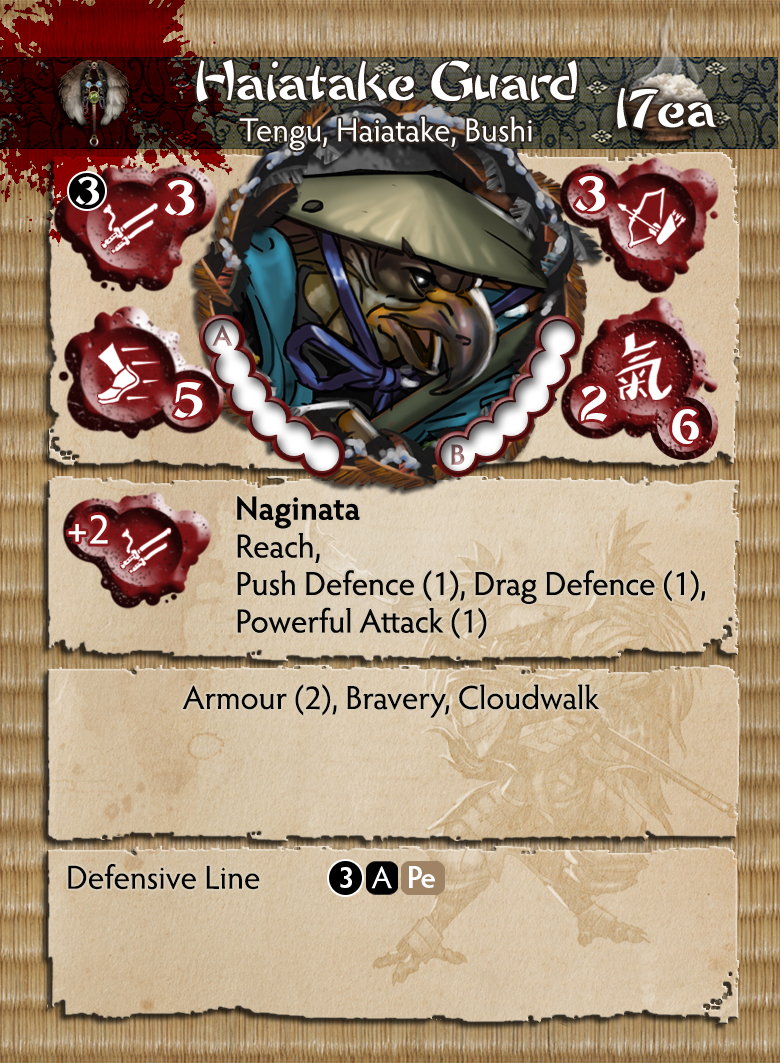 Haiatake Guard
17ea
Tengu, Haiatake, Bushi
3 3
3
5
2 氣 6
A
B
+2
Naginata
Reach,
Push Defence (1), Drag Defence (1),
Powerful Attack (1)
Armour (2), Bravery, Cloudwalk
Defensive Line 3 A Pe